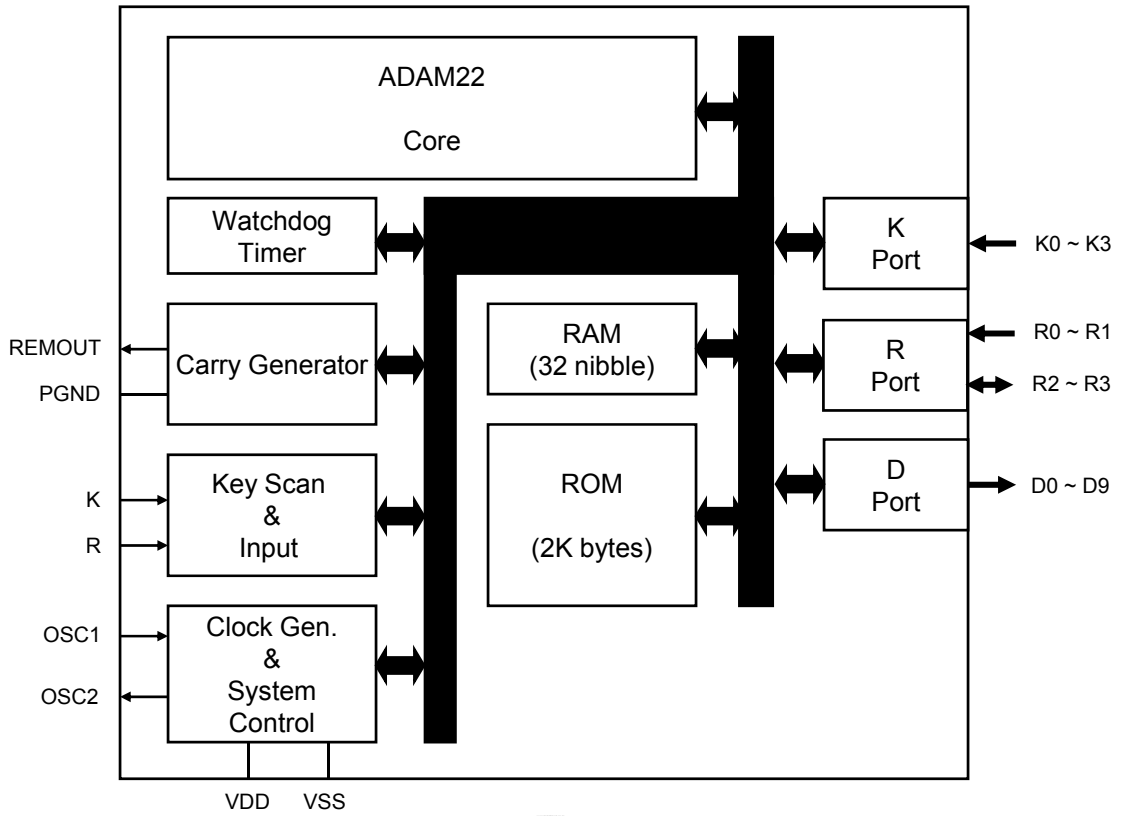 ADAM22
Core
Watchdog
Timer
K
Port
K0 ~ K3
REMOUT
PGND
Carry Generator
RAM
(32 nibble)
R
Port
R0 ~ R1
R2 ~ R3
K
R
Key Scan
&
Input
ROM
(2K bytes)
D
Port
D0 ~ D9
OSC1
OSC2
Clock Gen.
&
System
Control
VDD
VSS